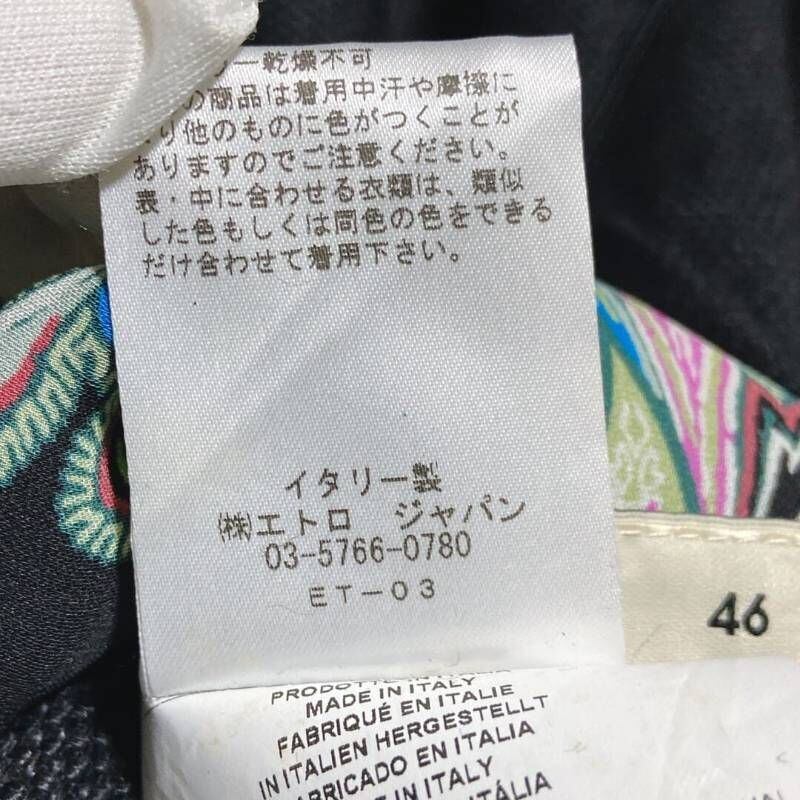 ー乾燥不可
の商品は着用中汗や摩擦に
り他のものに色がつくことが
ありますのでご注意ください。
表・中に合わせる衣類は、類似
した色もしくは同色の色をできる
だけ合わせて着用下さい。
イタリー製
㈱エトロ ジャパン
03-5766-0780
ET-03
46
MADE IN ITALY
FABRIQUÉ EN ITALIE
IN ITALIEN HERGESTELLT
FABRICADO EN ITALIA
MADE IN ITALY